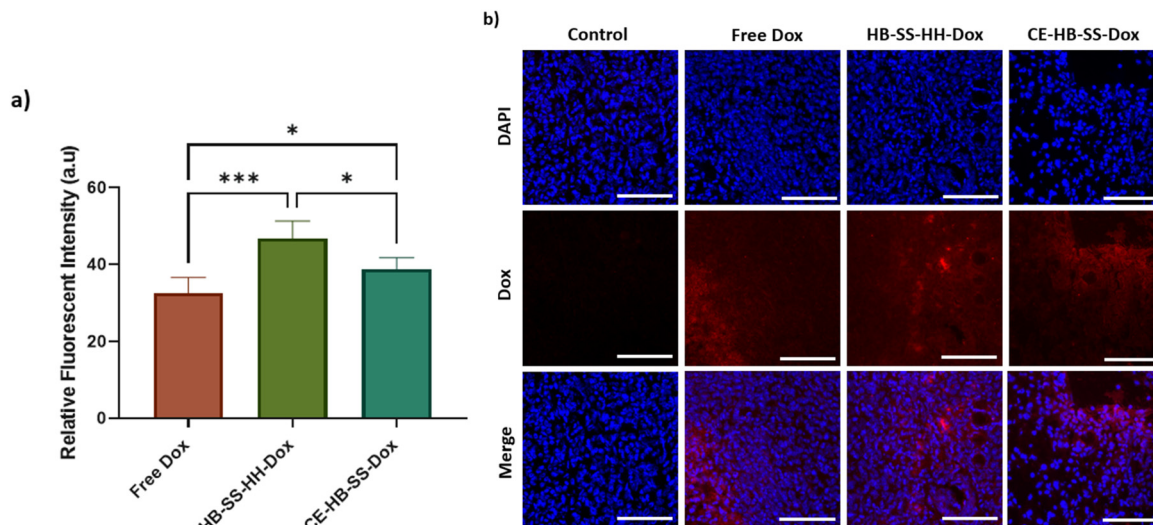 a)
Relative Fluorescent Intensity (a.u)
60
40
20
0
*
***
*
Free Dox
HB-SS-HH-Dox
CE-HB-SS-Dox
b)
Control
Free Dox
HB-SS-HH-Dox
CE-HB-SS-Dox
DAPI
Dox
Merge